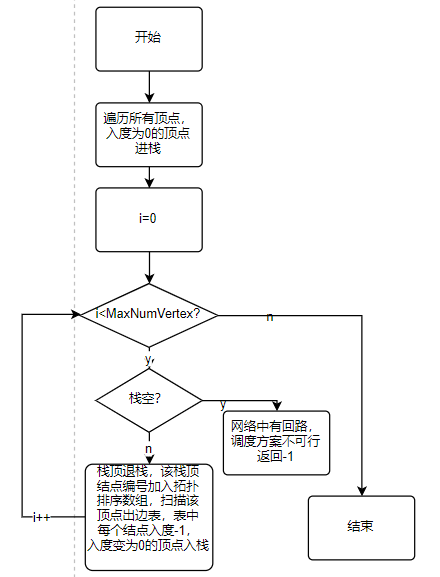 开始
遍历所有顶点，
入度为0的顶点
进栈
i=0
i<MaxNumVertex?
n
y
栈空?
y
网络中有回路，
调度方案不可行
返回-1
n
栈顶退栈，该栈顶
结点编号加入拓扑
排序数组，扫描该
顶点出边表，表中
每个结点入度-1，
入度变为0的顶点入栈
i++
结束